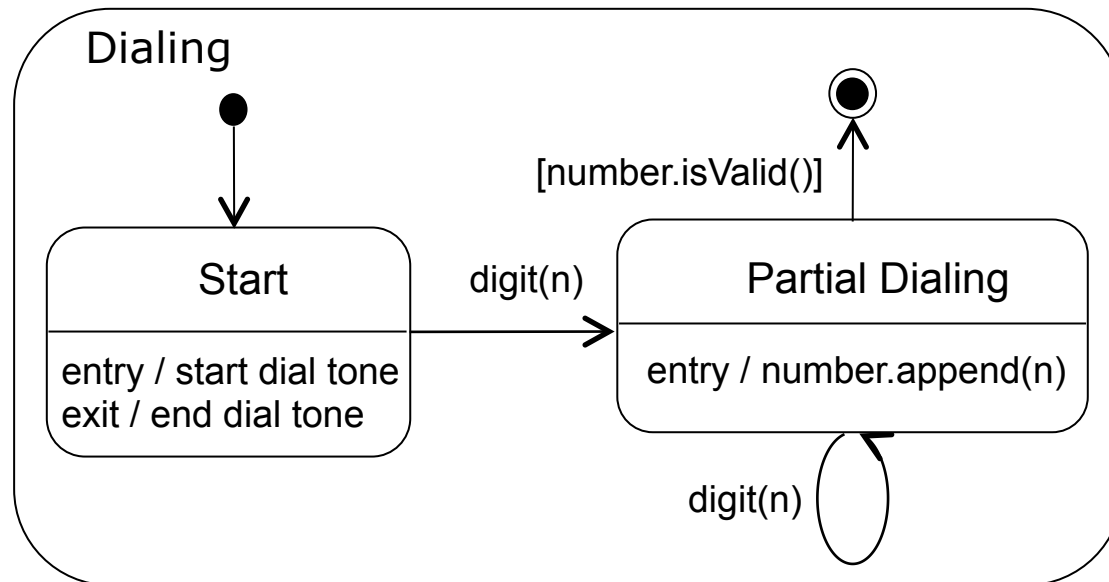 Dialing
[number.isValid()]
Start
digit(n)
Partial Dialing
entry / start dial tone
exit / end dial tone
entry / number.append(n)
digit(n)